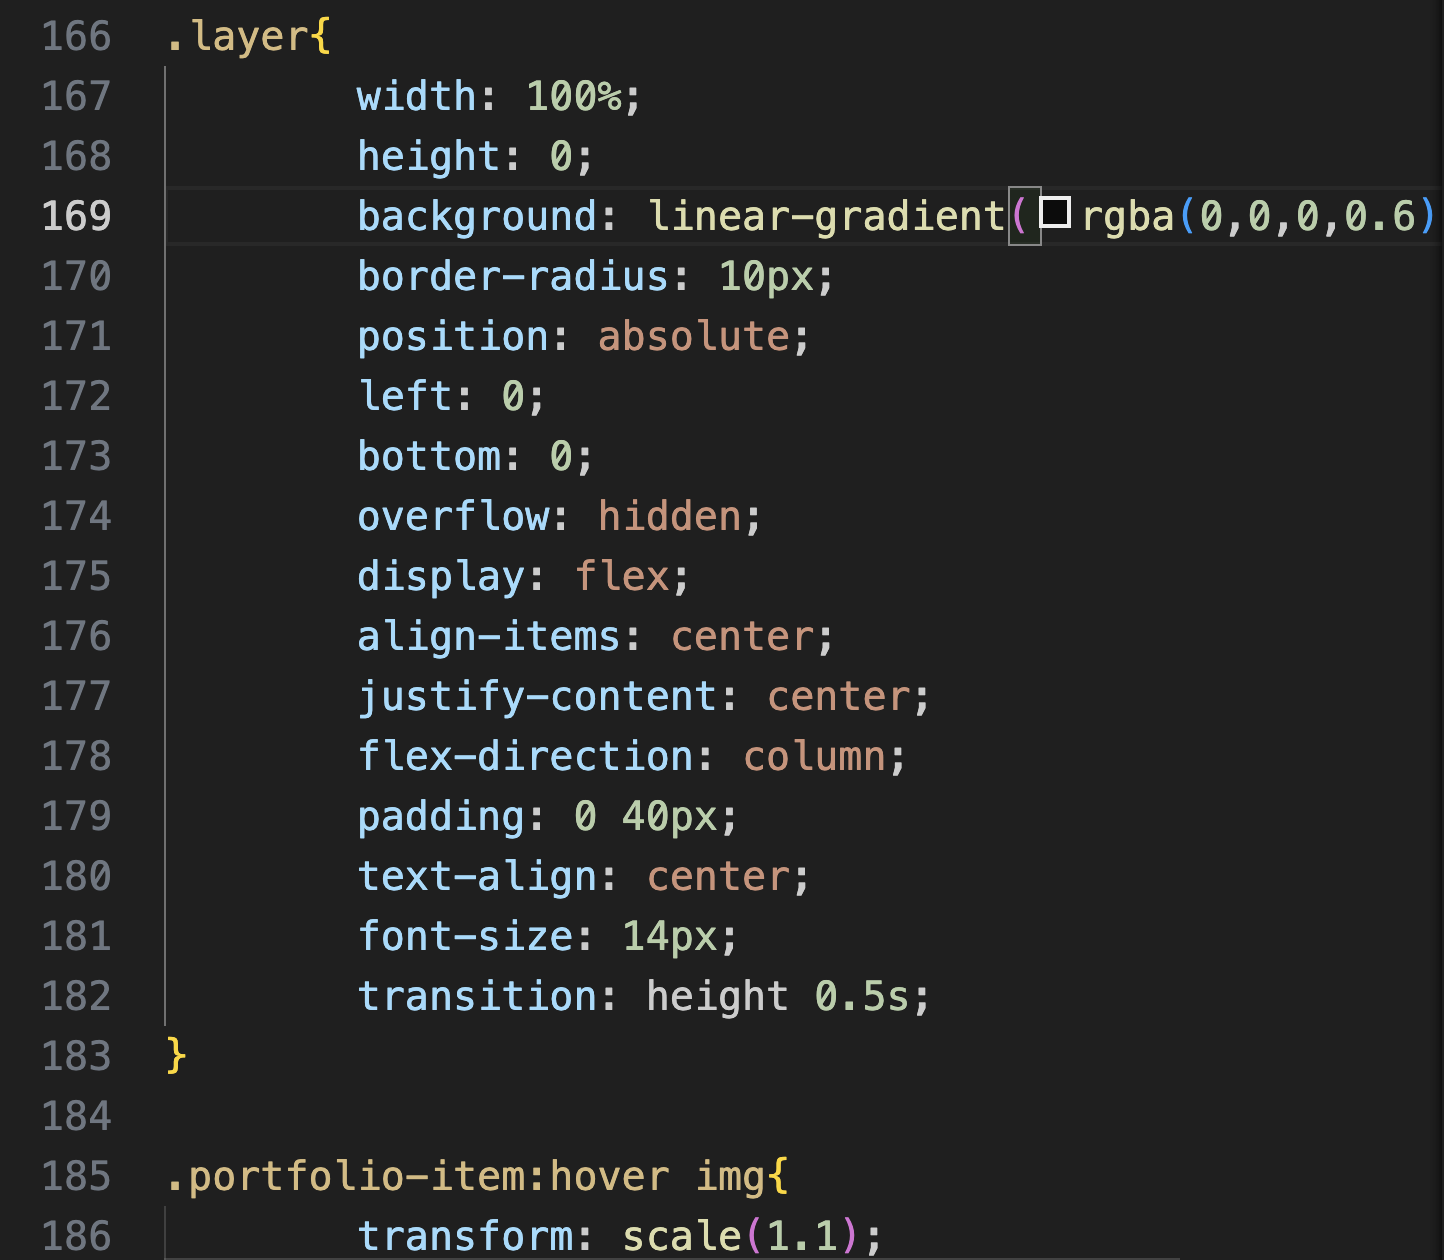 166 .layer{
167 width: 100%;
168 height: 0;
169 background: linear-gradient(rgba(0,0,0,0.6)
170 border-radius: 10px;
171 position: absolute;
172 left: 0;
173 bottom: 0;
174 overflow: hidden;
175 display: flex;
176 align-items: center;
177 justify-content: center;
178 flex-direction: column;
179 padding: 0 40px;
180 text-align: center;
181 font-size: 14px;
182 transition: height 0.5s;
183 }
184
185 .portfolio-item:hover img{
186 transform: scale(1.1);